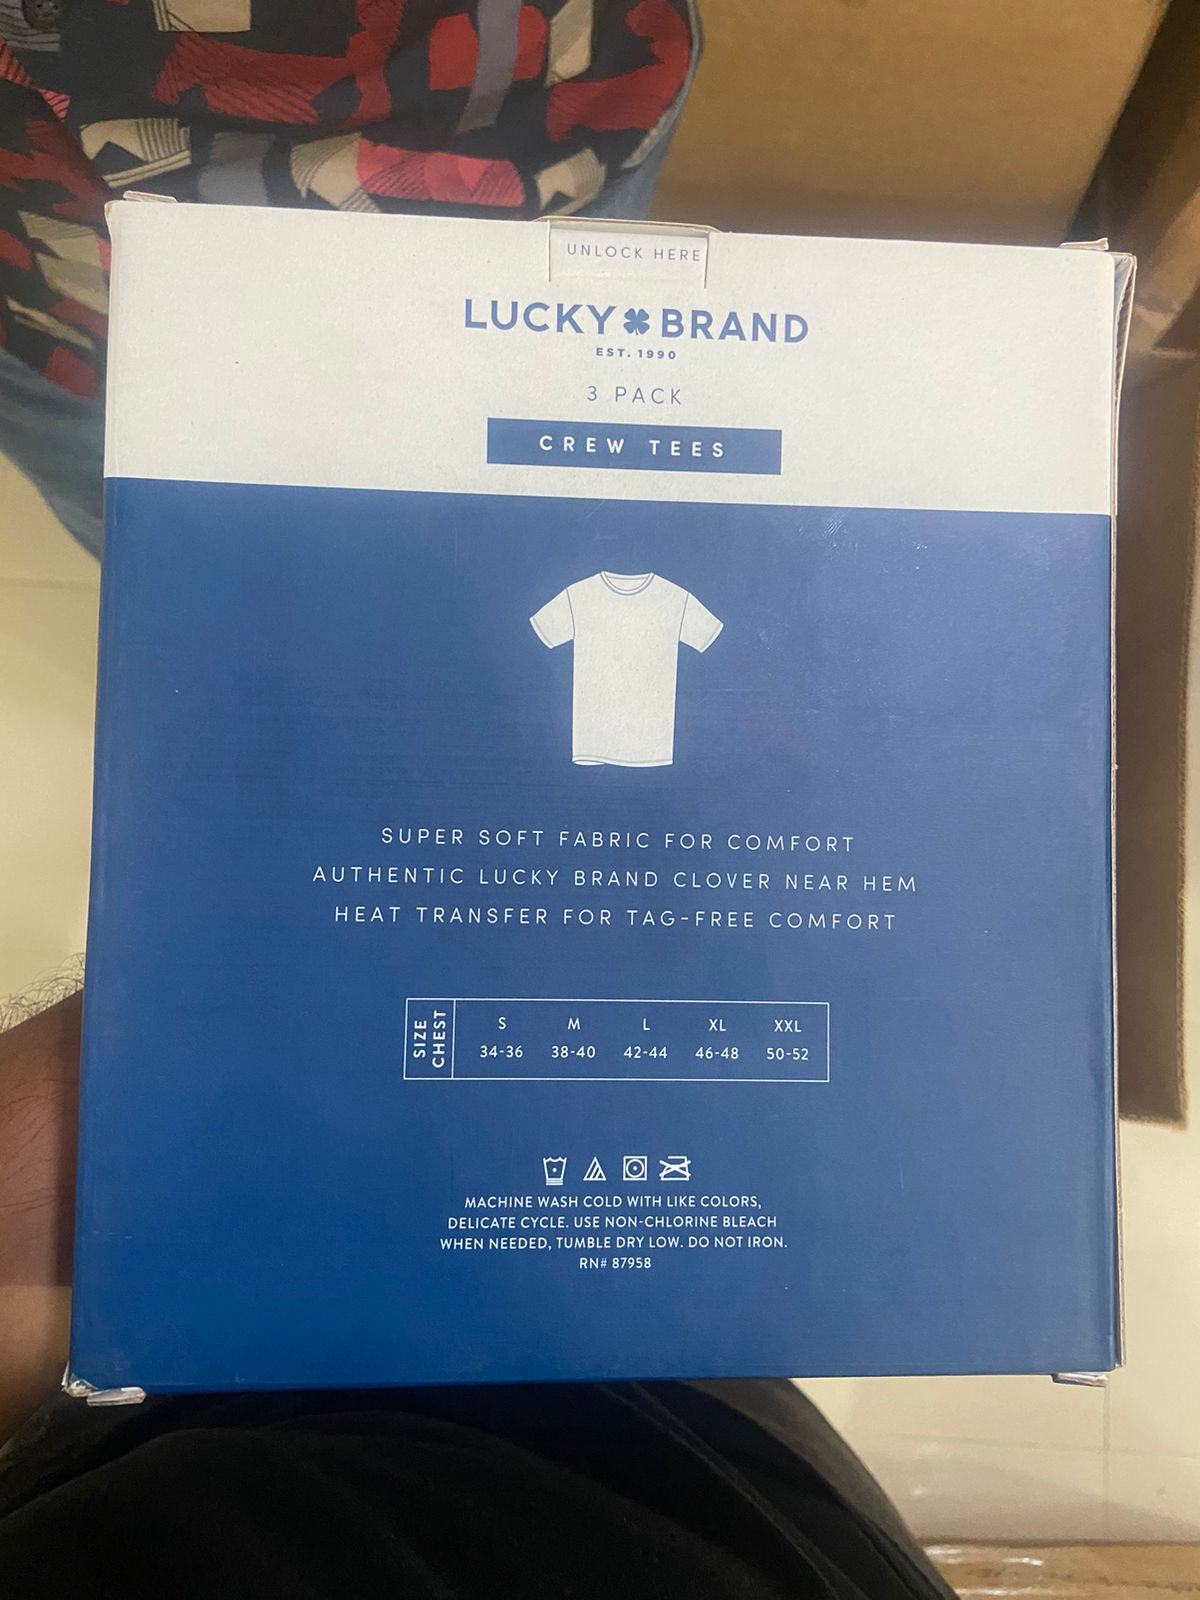 UNLOCK HERE
LUCKY BRAND
EST. 1990
3 PACK
CREW TEES
SUPER SOFT FABRIC FOR COMFORT
AUTHENTIC LUCKY BRAND CLOVER NEAR HEM
HEAT TRANSFER FOR TAG-FREE COMFORT
SIZE S M L XL XXL
CHEST 34-36 38-40 42-44 46-48 50-52
MACHINE WASH COLD WITH LIKE COLORS,
DELICATE CYCLE. USE NON-CHLORINE BLEACH
WHEN NEEDED, TUMBLE DRY LOW. DO NOT IRON.
RN# 87958